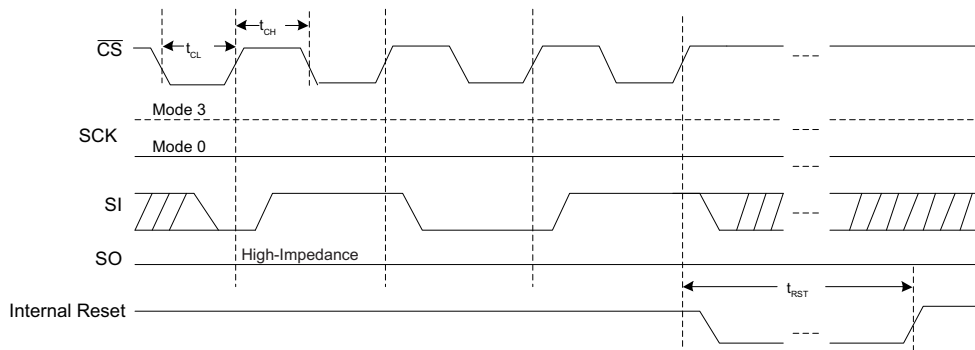 t_CH
CS
t_CL
Mode 3
SCK
Mode 0
SI
High-Impedance
SO
t_RST
Internal Reset